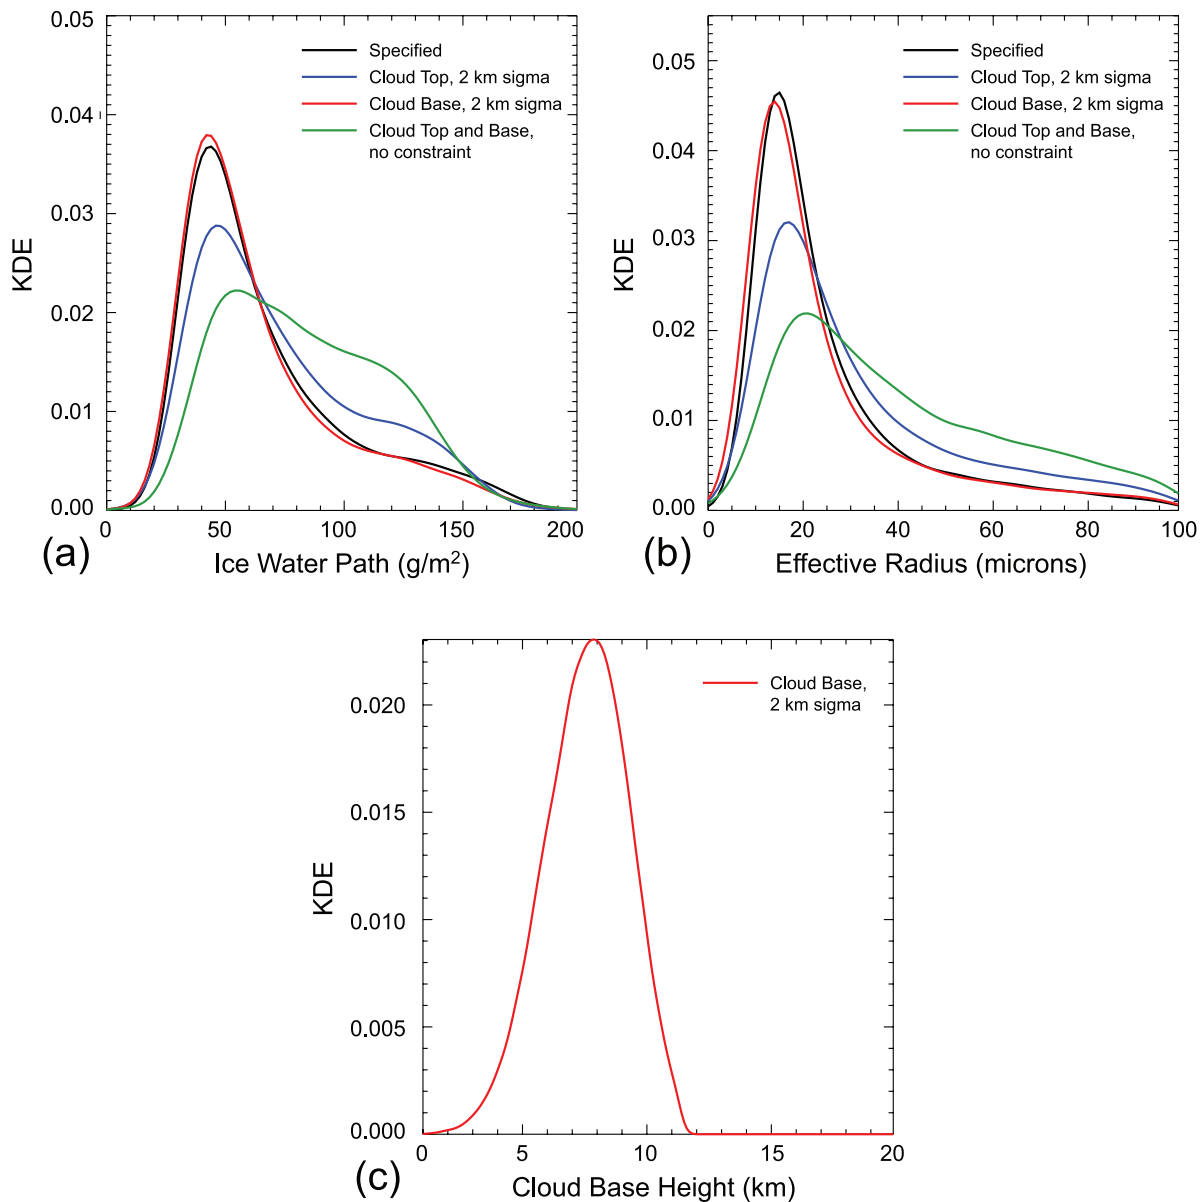 0.05
0.04
0.03
0.02
0.01
0.00
KDE
Specified
Cloud Top, 2 km sigma
Cloud Base, 2 km sigma
Cloud Top and Base,
no constraint
0 50 100 150 200
(a) Ice Water Path (g/m²)
0.05
0.04
0.03
0.02
0.01
0.00
KDE
Specified
Cloud Top, 2 km sigma
Cloud Base, 2 km sigma
Cloud Top and Base,
no constraint
0 20 40 60 80 100
(b) Effective Radius (microns)
0.020
0.015
0.010
0.005
0.000
KDE
Cloud Base,
2 km sigma
0 5 10 15 20
(c) Cloud Base Height (km)